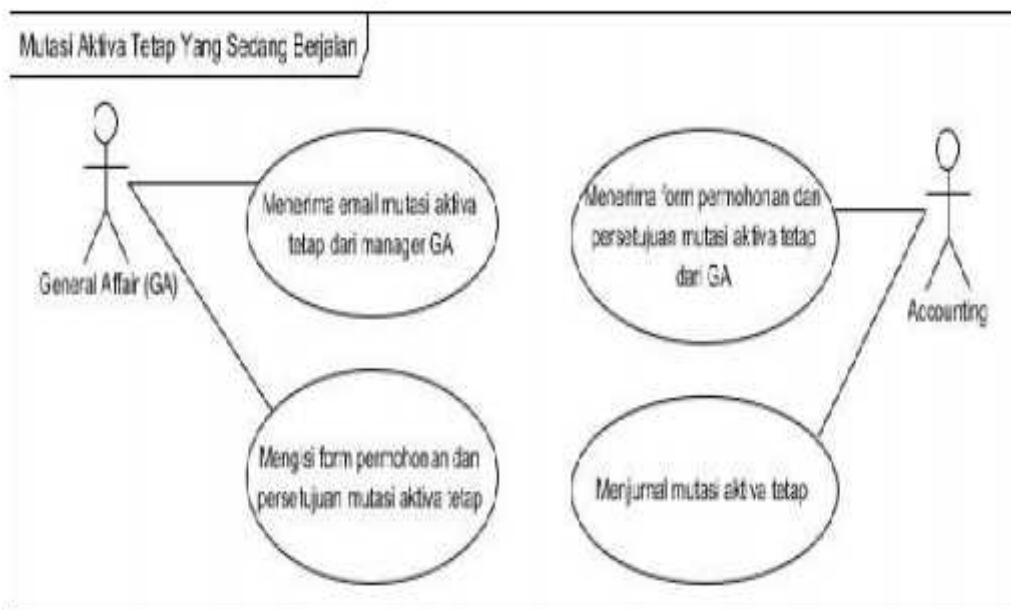 Mutasi Aktiva Tetap Yang Sedang Berjalan
Menerima email mutasi aktiva
tetap dari manager GA
General Affair (GA)
Menerima form permohonan dan
persetujuan mutasi aktiva tetap
dari GA
Accounting
Mengisi form permohonan dan
persetujuan mutasi aktiva tetap
Menjurnal mutasi aktiva tetap